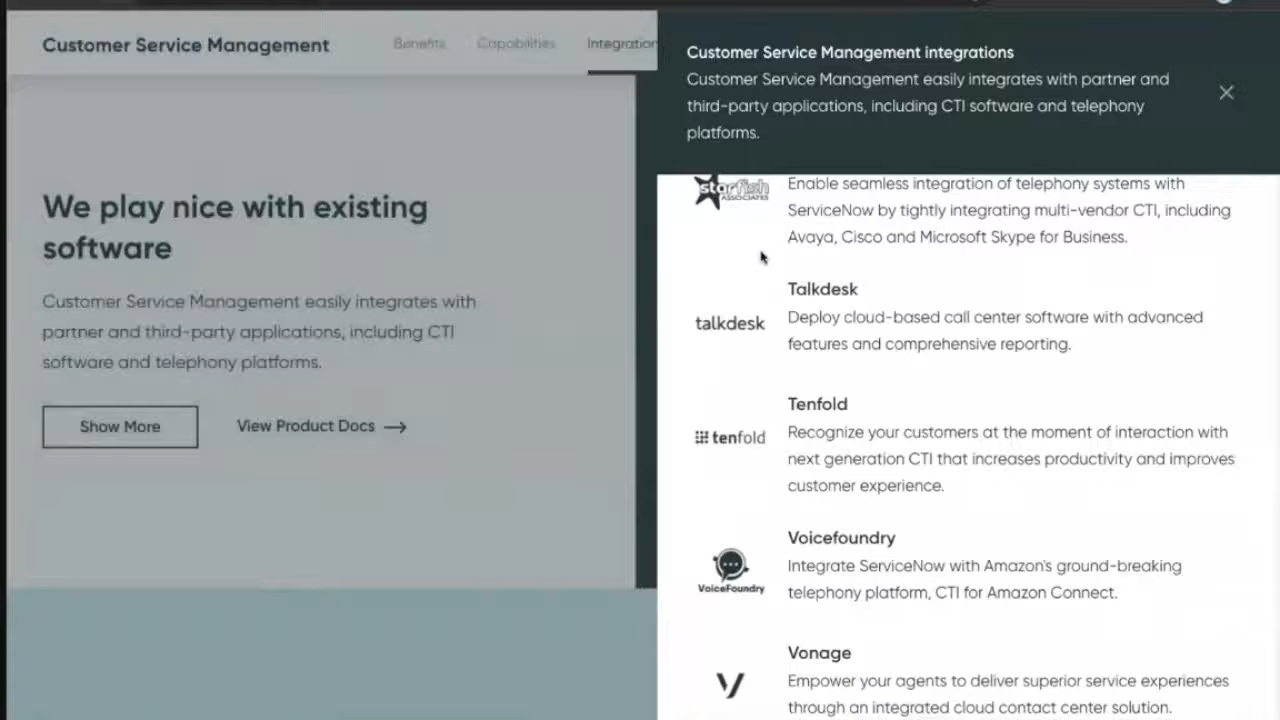 Customer Service Management
Benefits
Capabilities
Integration
We play nice with existing
software
Customer Service Management easily integrates with
partner and third-party applications, including CTI
software and telephony platforms.
Show More
View Product Docs →
Customer Service Management integrations
Customer Service Management easily integrates with partner and
third-party applications, including CTI software and telephony
platforms.
starfish
ASSOCIATES
Enable seamless integration of telephony systems with
ServiceNow by tightly integrating multi-vendor CTI, including
Avaya, Cisco and Microsoft Skype for Business.
talkdesk
Talkdesk
Deploy cloud-based call center software with advanced
features and comprehensive reporting.
tenfold
Tenfold
Recognize your customers at the moment of interaction with
next generation CTI that increases productivity and improves
customer experience.
VoiceFoundry
Voicefoundry
Integrate ServiceNow with Amazon's ground-breaking
telephony platform, CTI for Amazon Connect.
Vonage
Empower your agents to deliver superior service experiences
through an integrated cloud contact center solution.